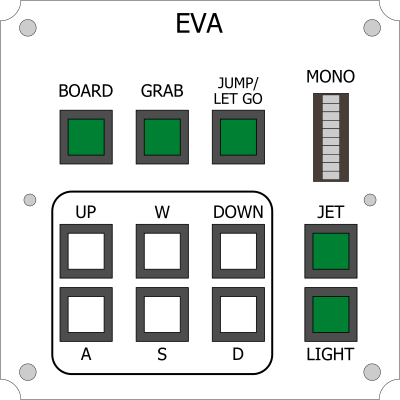 EVA
BOARD
GRAB
JUMP/
LET GO
MONO
UP
W
DOWN
JET
A
S
D
LIGHT